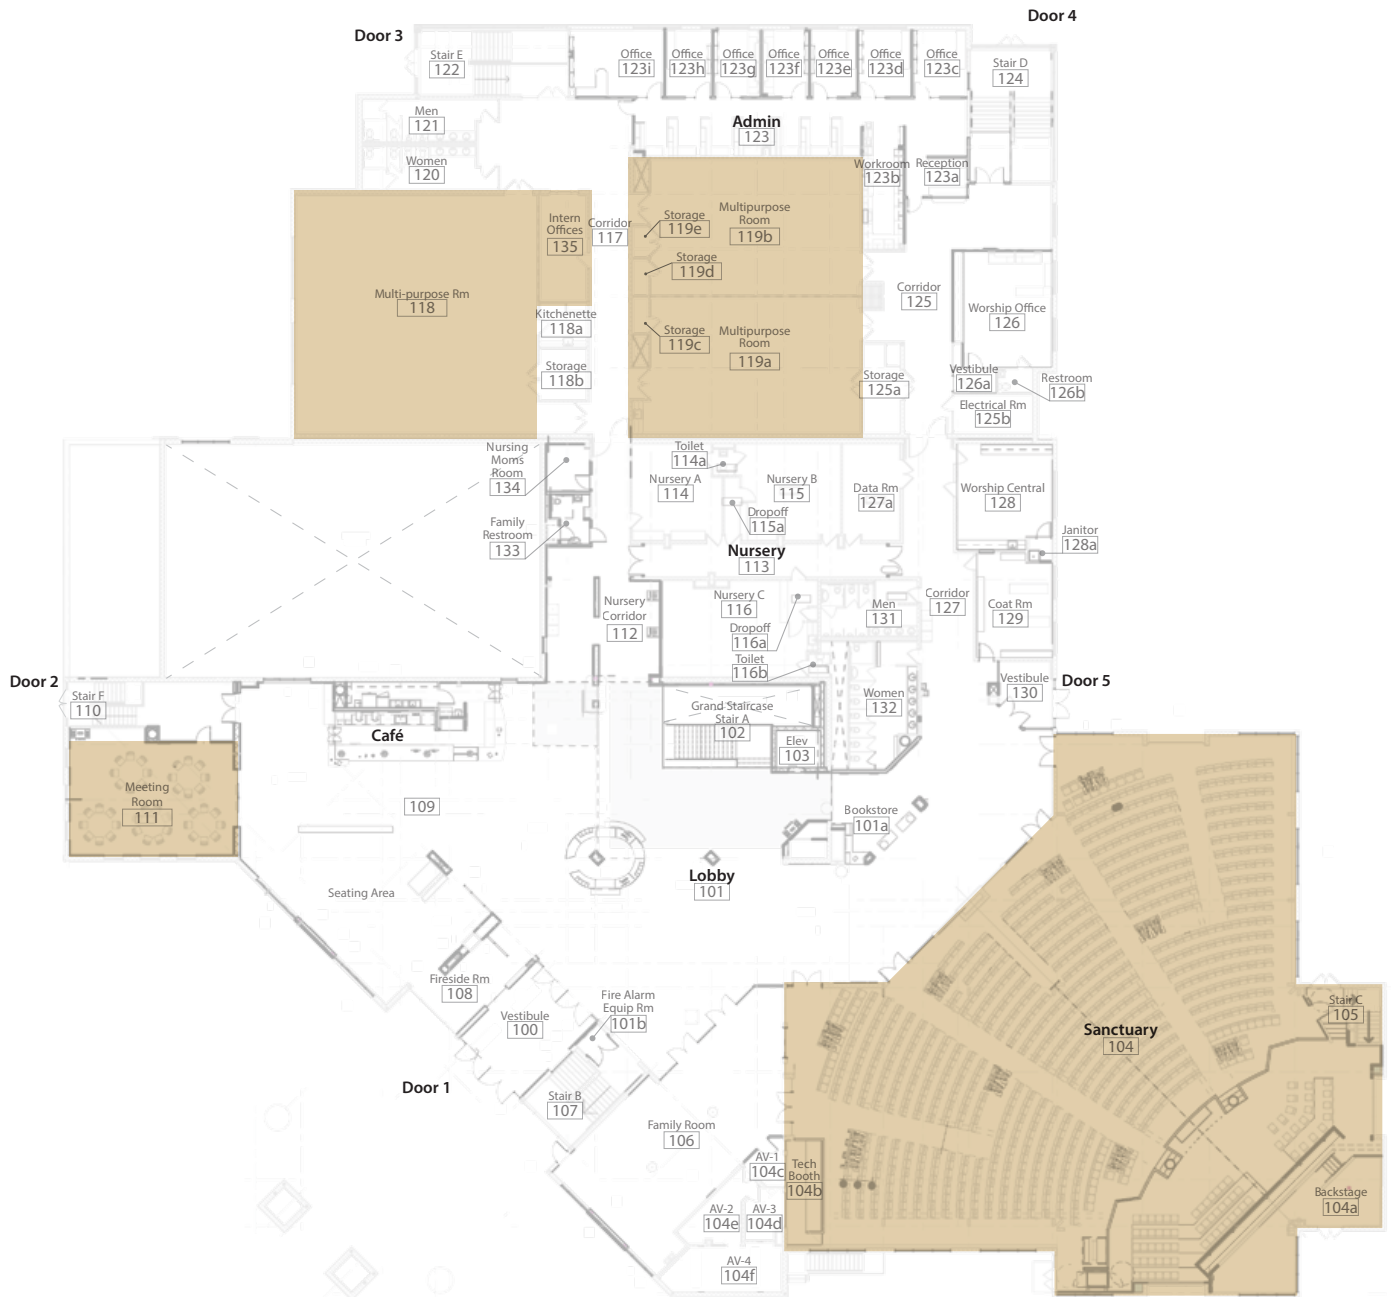 Door 4
Door 3
Stair E
122
Office
123i
Office
123h
Office
123g
Office
123f
Office
123e
Office
123d
Office
123c
Stair D
124
Men
121
Admin
123
Women
120
Workroom
123b
Reception
123a
Intern
Offices
135
Corridor
117
Storage
119e
Multipurpose
Room
119b
Storage
119d
Multi-purpose Rm
118
Kitchenette
118a
Storage
119c
Multipurpose
Room
119a
Corridor
125
Worship Office
126
Storage
118b
Storage
125a
Vestibule
126a
Restroom
126b
Electrical Rm
125b
Nursing
Moms
Room
134
Toilet
114a
Nursery A
114
Nursery B
115
Data Rm
127a
Worship Central
128
Dropoff
115a
Family
Restroom
133
Janitor
128a
Nursery
113
Nursery
Corridor
112
Nursery C
116
Men
131
Corridor
127
Coat Rm
129
Dropoff
116a
Toilet
116b
Door 2
Stair F
110
Vestibule
130
Door 5
Grand Staircase
Stair A
102
Women
132
Café
Elev
103
Meeting
Room
111
109
Bookstore
101a
Lobby
101
Seating Area
Fireside Rm
108
Vestibule
100
Fire Alarm
Equip Rm
101b
Stair C
105
Sanctuary
104
Door 1
Stair B
107
Family Room
106
AV-1
104c
Tech
Booth
104b
Backstage
104a
AV-2
104e
AV-3
104d
AV-4
104f